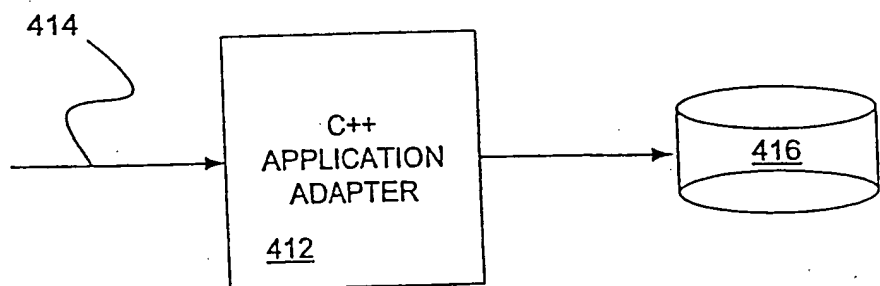 414
C++
APPLICATION
ADAPTER
412
416